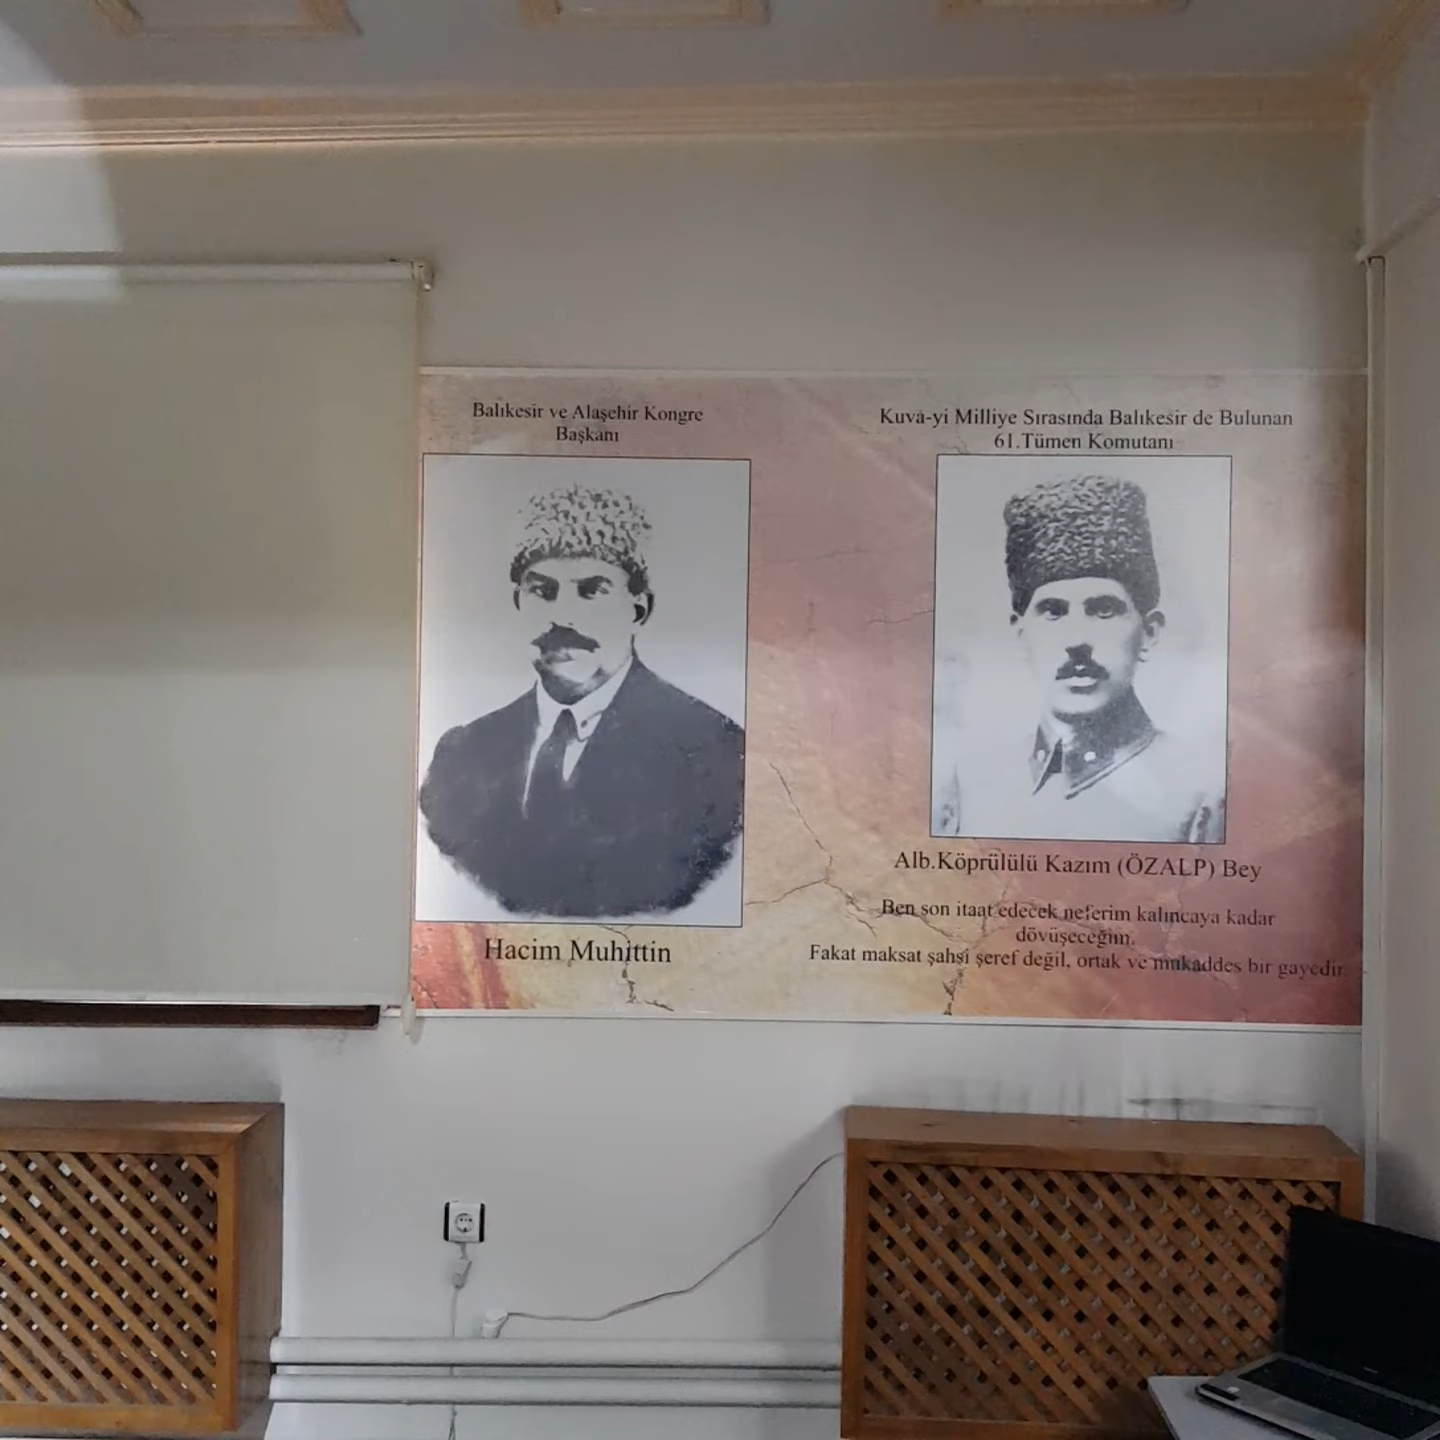 Balıkesir ve Alaşehir Kongre
Başkanı
Hacim Muhittin
Kuvâ-yi Milliye Sırasında Balıkesir de Bulunan
61.Tümen Komutanı
Alb.Köprülülü Kazım (ÖZALP) Bey
Ben son itaat edecek neferim kalıncaya kadar
dövüşeceğim.
Fakat maksat şahsi şeref değil, ortak ve mukaddes bir gayedir.